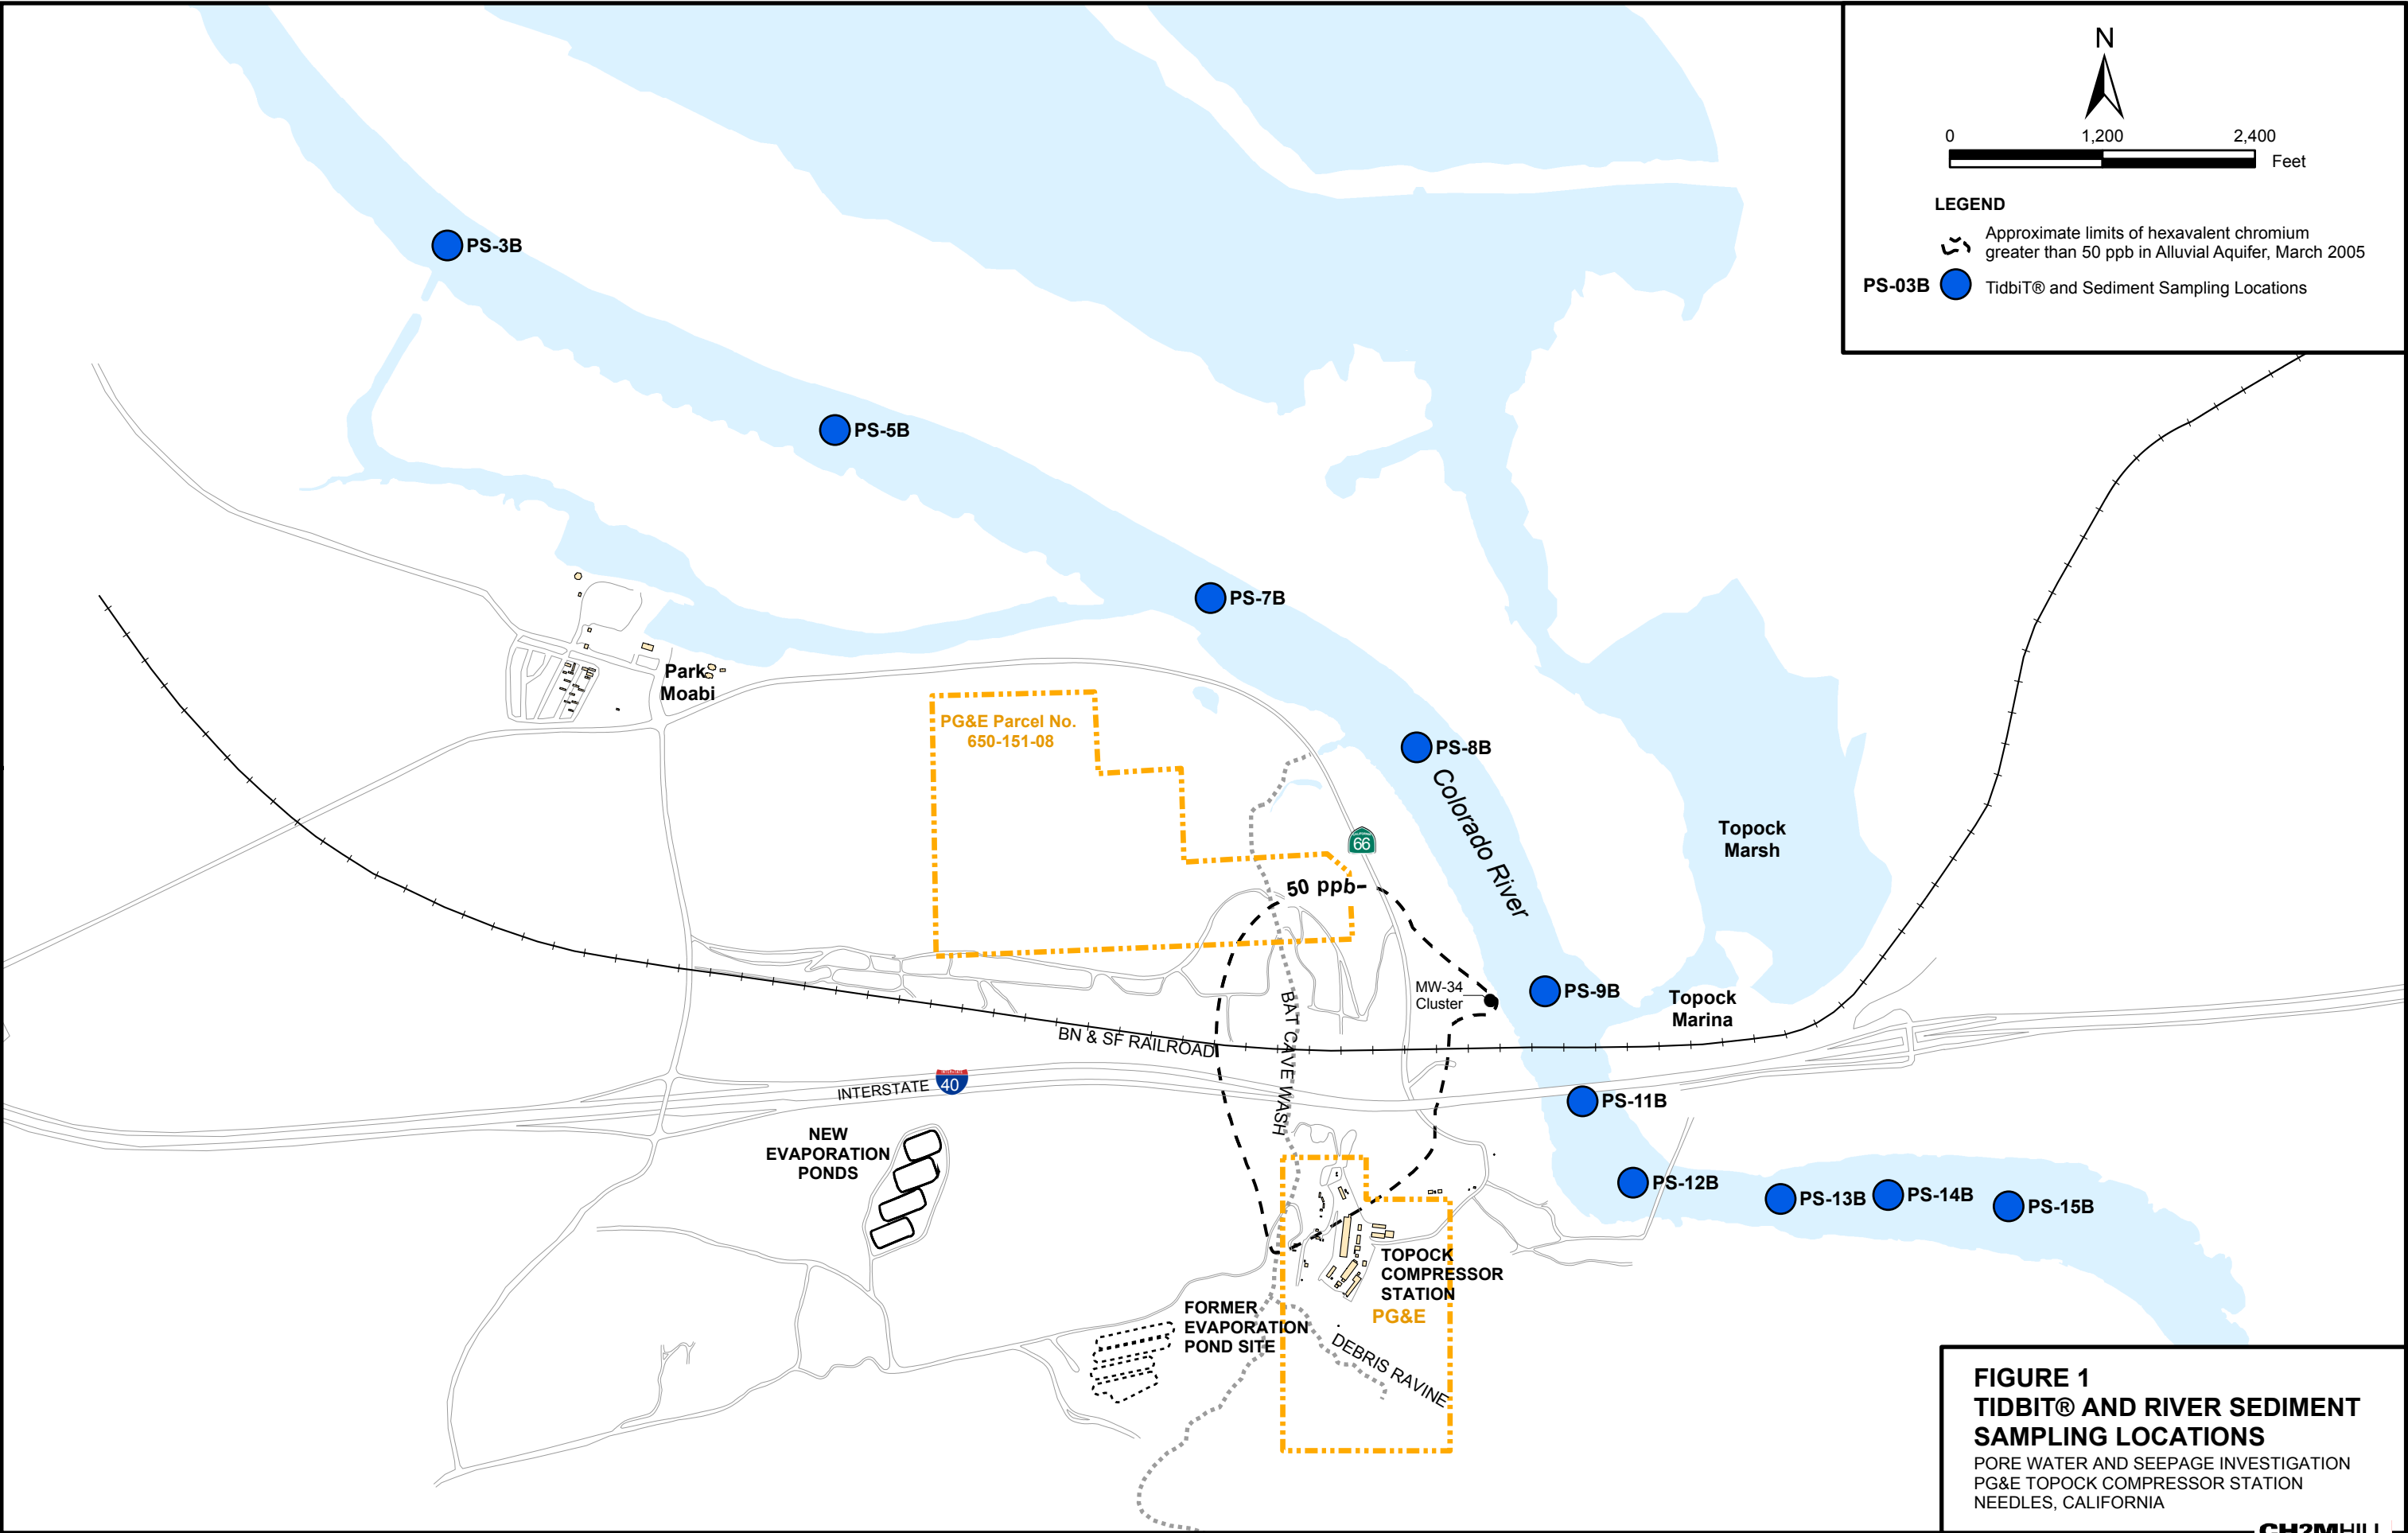 N
0 1,200 2,400
Feet
LEGEND
Approximate limits of hexavalent chromium
greater than 50 ppb in Alluvial Aquifer, March 2005
PS-03B
TidbiT® and Sediment Sampling Locations
PS-3B
PS-5B
PS-7B
Park
Moabi
PG&E Parcel No.
650-151-08
PS-8B
Colorado River
66
Topock
Marsh
50 ppb
MW-34
Cluster
PS-9B
Topock
Marina
BAT CAVE WASH
BN & SF RAILROAD
INTERSTATE
40
PS-11B
NEW
EVAPORATION
PONDS
PS-12B
PS-13B
PS-14B
PS-15B
TOPOCK
COMPRESSOR
STATION
PG&E
FORMER
EVAPORATION
POND SITE
DEBRIS RAVINE
FIGURE 1
TIDBIT® AND RIVER SEDIMENT
SAMPLING LOCATIONS
PORE WATER AND SEEPAGE INVESTIGATION
PG&E TOPOCK COMPRESSOR STATION
NEEDLES, CALIFORNIA
CH2MHILL